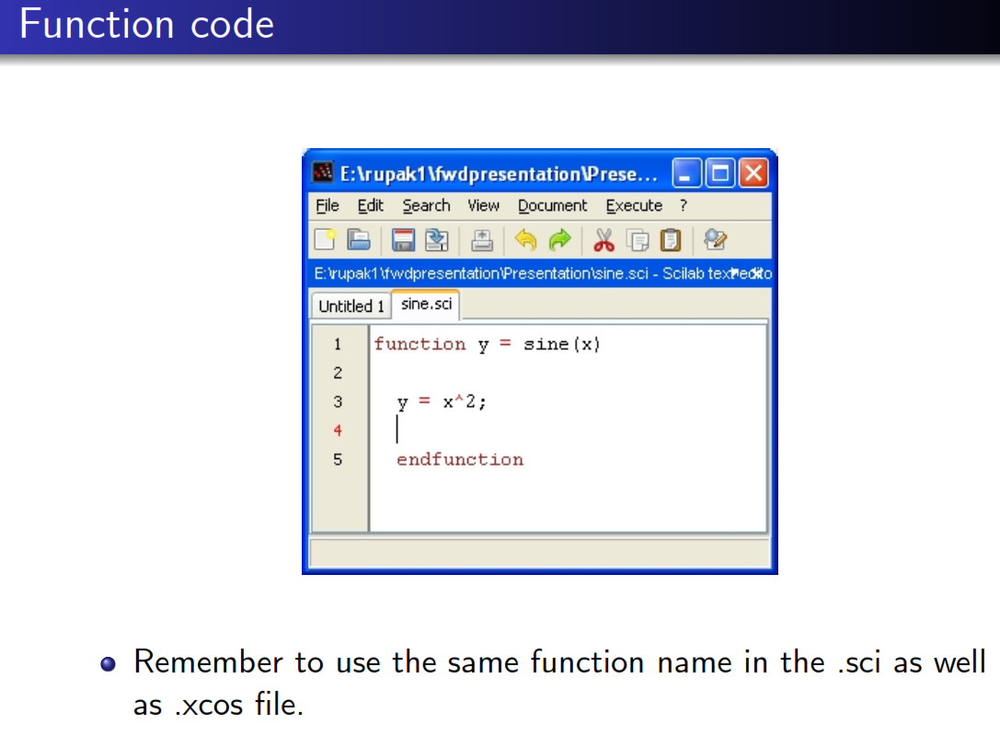 Function code
E:\rupak1\fwdpresentation\Prese...
File Edit Search View Document Execute ?
E:\rupak1\fwdpresentation\Presentation\sine.sci - Scilab text edito
Untitled 1 sine.sci
1 function y = sine(x)
2
3 y = x^2;
4
5 endfunction
Remember to use the same function name in the .sci as well
as .xcos file.